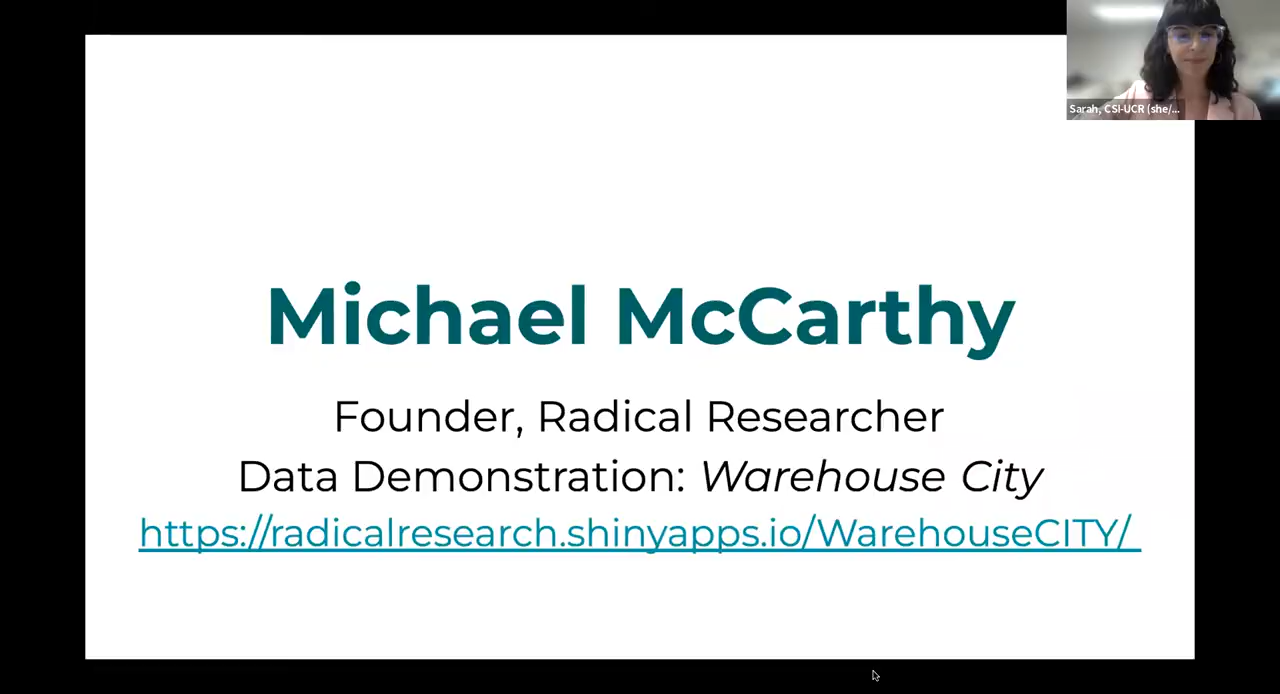 Sarah, CSI-UCR (she/...
Michael McCarthy
Founder, Radical Researcher
Data Demonstration: Warehouse City
https://radicalresearch.shinyapps.io/WarehouseCITY/